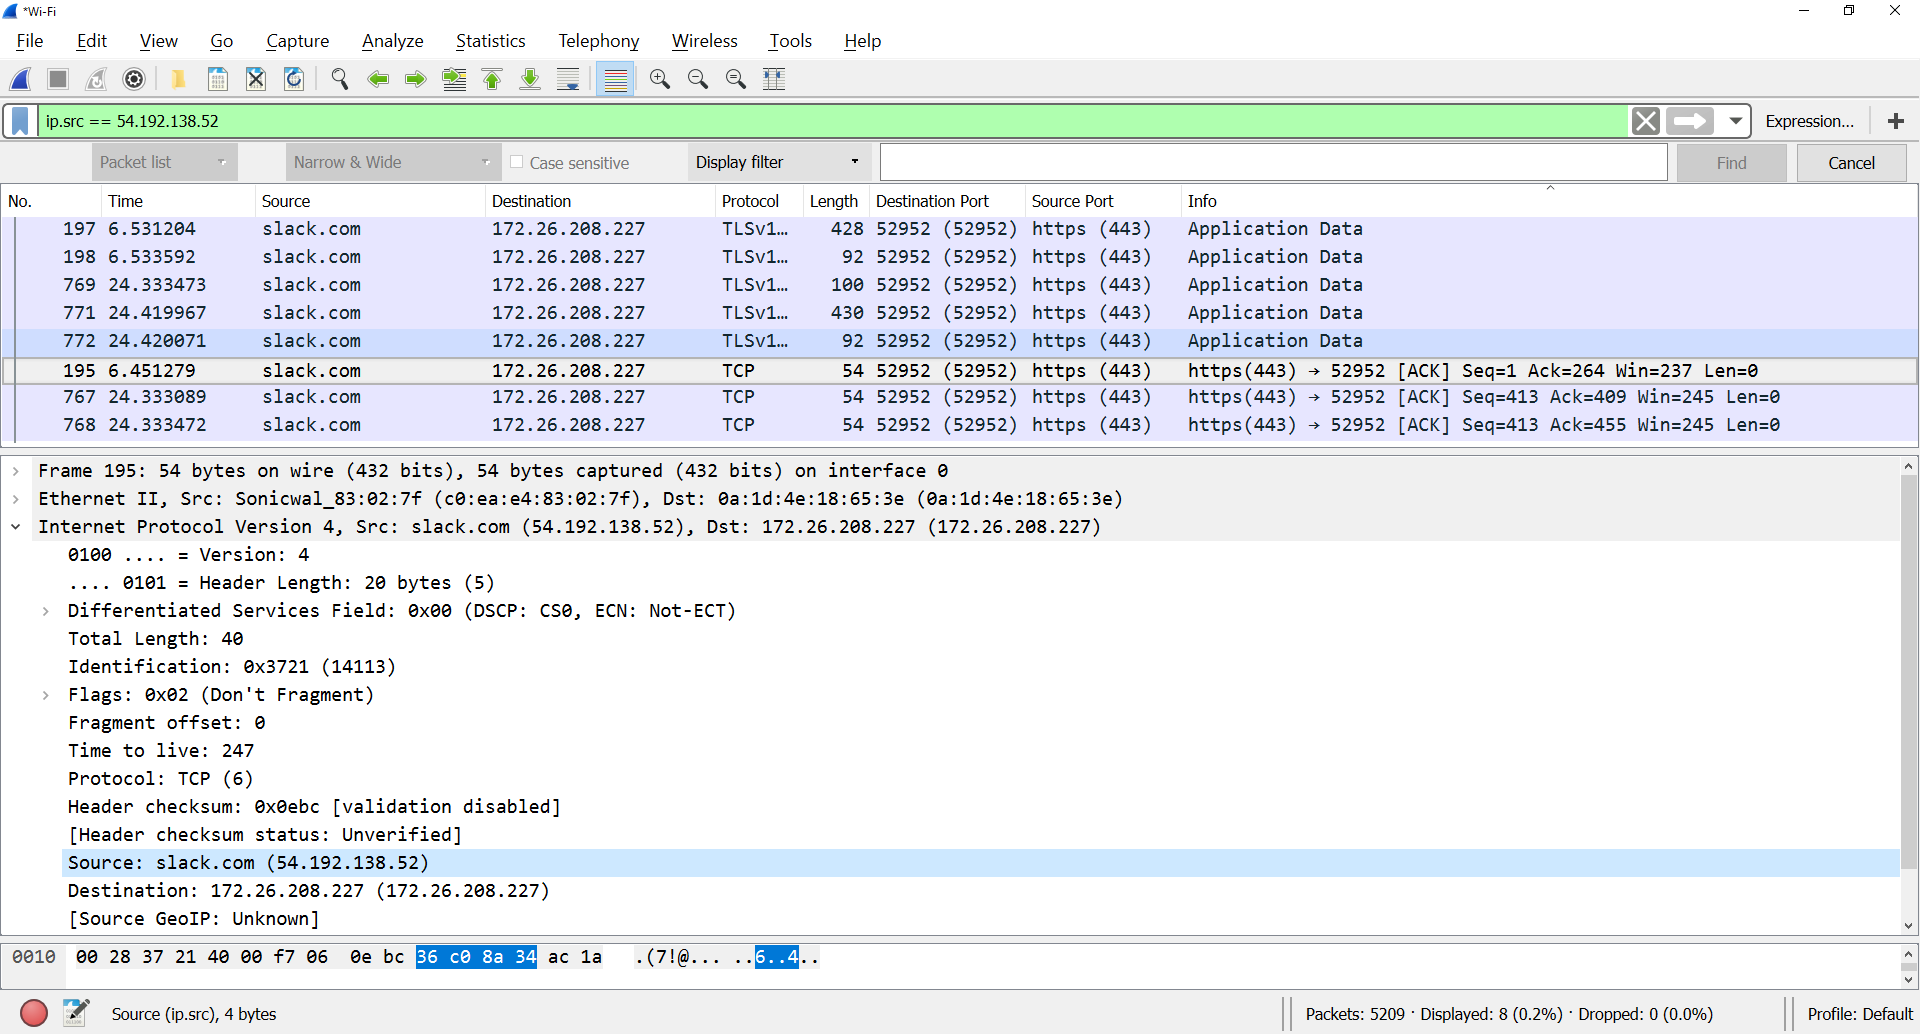 *Wi-Fi
File Edit View Go Capture Analyze Statistics Telephony Wireless Tools Help
ip.src == 54.192.138.52 Expression... +
Packet list Narrow & Wide Case sensitive Display filter Find Cancel
No. Time Source Destination Protocol Length Destination Port Source Port Info
197 6.531204 slack.com 172.26.208.227 TLSv1... 428 52952 (52952) https (443) Application Data
198 6.533592 slack.com 172.26.208.227 TLSv1... 92 52952 (52952) https (443) Application Data
769 24.333473 slack.com 172.26.208.227 TLSv1... 100 52952 (52952) https (443) Application Data
771 24.419967 slack.com 172.26.208.227 TLSv1... 430 52952 (52952) https (443) Application Data
772 24.420071 slack.com 172.26.208.227 TLSv1... 92 52952 (52952) https (443) Application Data
195 6.451279 slack.com 172.26.208.227 TCP 54 52952 (52952) https (443) https(443) → 52952 [ACK] Seq=1 Ack=264 Win=237 Len=0
767 24.333089 slack.com 172.26.208.227 TCP 54 52952 (52952) https (443) https(443) → 52952 [ACK] Seq=413 Ack=409 Win=245 Len=0
768 24.333472 slack.com 172.26.208.227 TCP 54 52952 (52952) https (443) https(443) → 52952 [ACK] Seq=413 Ack=455 Win=245 Len=0
Frame 195: 54 bytes on wire (432 bits), 54 bytes captured (432 bits) on interface 0
Ethernet II, Src: Sonicwal_83:02:7f (c0:ea:e4:83:02:7f), Dst: 0a:1d:4e:18:65:3e (0a:1d:4e:18:65:3e)
Internet Protocol Version 4, Src: slack.com (54.192.138.52), Dst: 172.26.208.227 (172.26.208.227)
0100 .... = Version: 4
.... 0101 = Header Length: 20 bytes (5)
Differentiated Services Field: 0x00 (DSCP: CS0, ECN: Not-ECT)
Total Length: 40
Identification: 0x3721 (14113)
Flags: 0x02 (Don't Fragment)
Fragment offset: 0
Time to live: 247
Protocol: TCP (6)
Header checksum: 0x0ebc [validation disabled]
[Header checksum status: Unverified]
Source: slack.com (54.192.138.52)
Destination: 172.26.208.227 (172.26.208.227)
[Source GeoIP: Unknown]
0010 00 28 37 21 40 00 f7 06 0e bc 36 c0 8a 34 ac 1a .(7!@... ..6..4..
Source (ip.src), 4 bytes Packets: 5209 · Displayed: 8 (0.2%) · Dropped: 0 (0.0%) Profile: Default